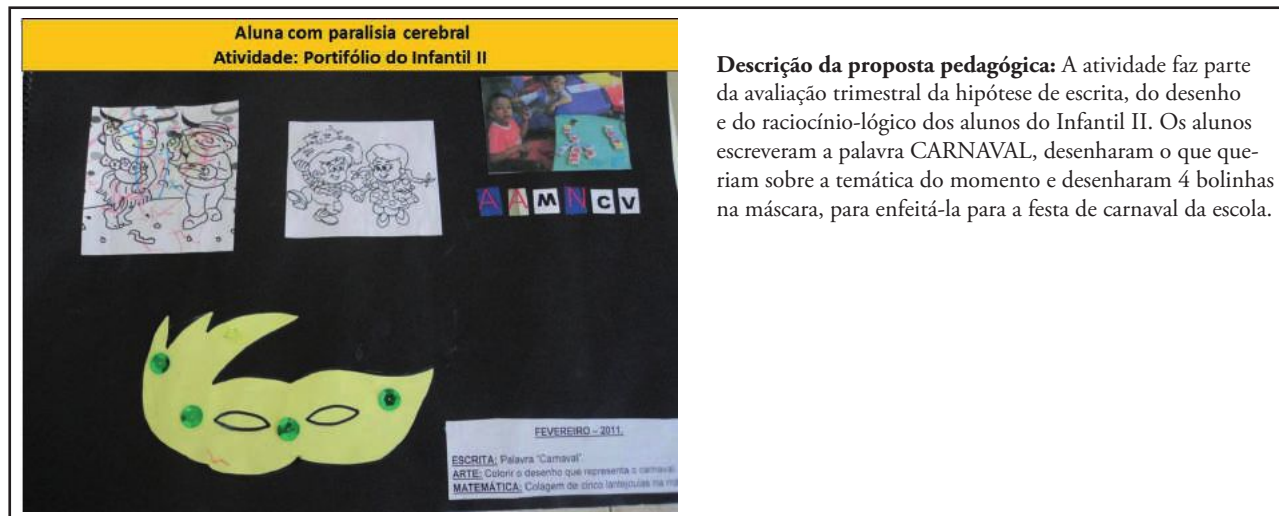 Aluna com paralisia cerebral
Atividade: Portifólio do Infantil II
A A M N C V
FEVEREIRO – 2011.
ESCRITA: Palavra "Carnaval"
ARTE: Colorir o desenho que representa o carnaval
MATEMÁTICA: Colagem de cinco lantejoulas na
Descrição da proposta pedagógica: A atividade faz parte
da avaliação trimestral da hipótese de escrita, do desenho
e do raciocínio-lógico dos alunos do Infantil II. Os alunos
escreveram a palavra CARNAVAL, desenharam o que que-
riam sobre a temática do momento e desenharam 4 bolinhas
na máscara, para enfeitá-la para a festa de carnaval da escola.